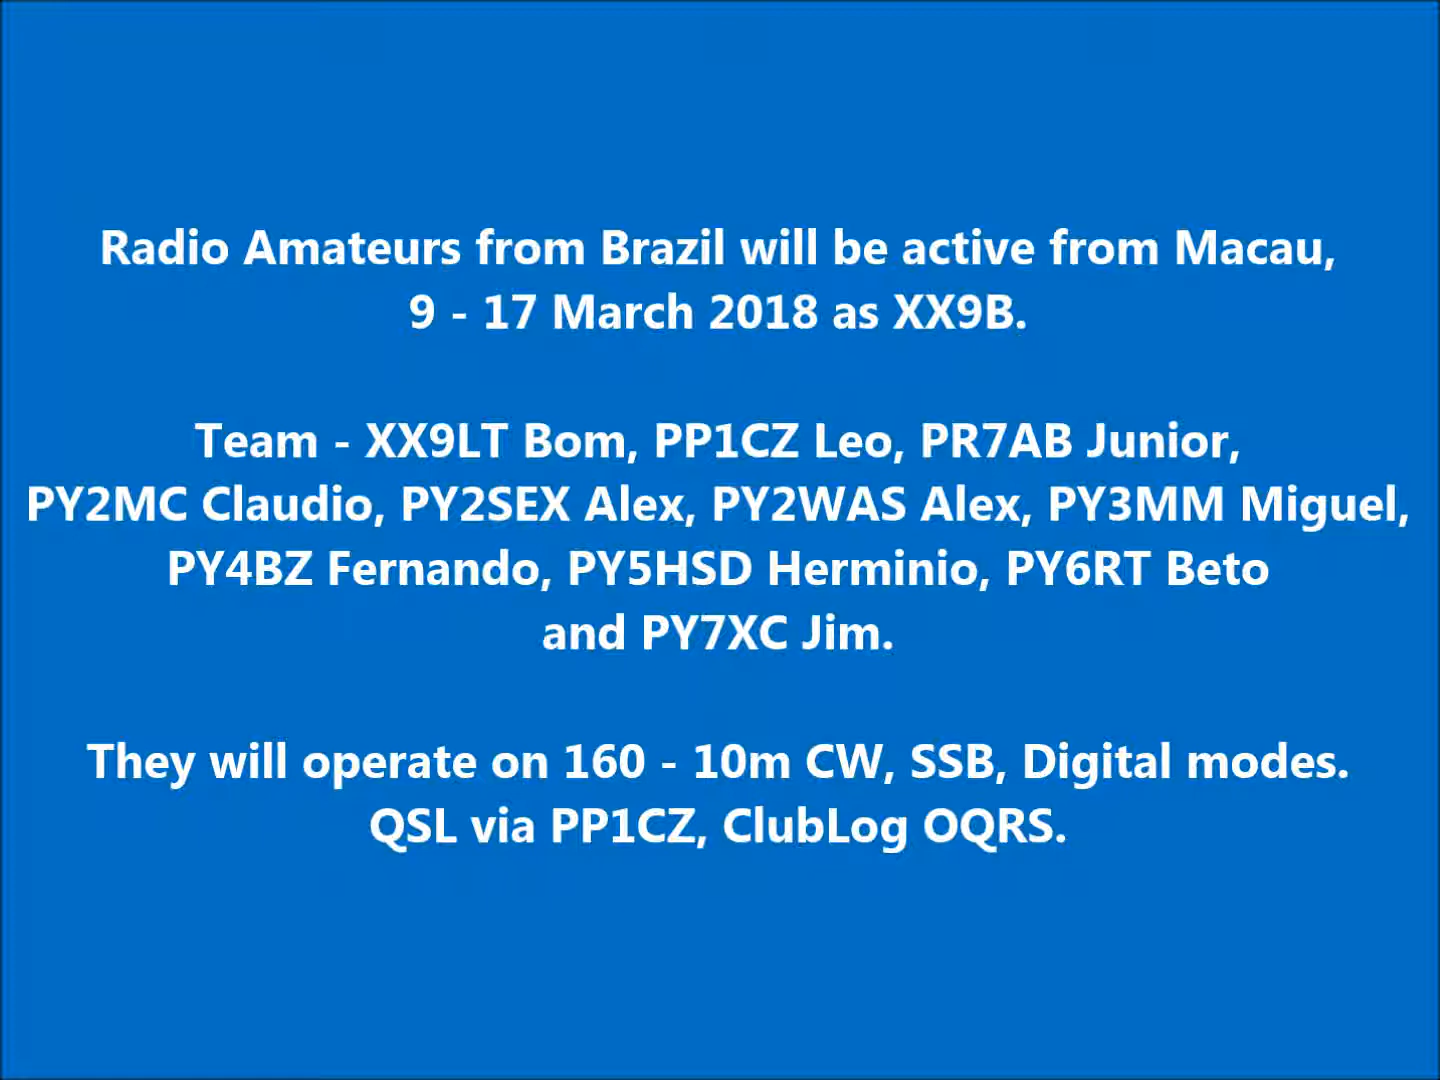 Radio Amateurs from Brazil will be active from Macau,
9 - 17 March 2018 as XX9B.
Team - XX9LT Bom, PP1CZ Leo, PR7AB Junior,
PY2MC Claudio, PY2SEX Alex, PY2WAS Alex, PY3MM Miguel,
PY4BZ Fernando, PY5HSD Herminio, PY6RT Beto
and PY7XC Jim.
They will operate on 160 - 10m CW, SSB, Digital modes.
QSL via PP1CZ, ClubLog OQRS.